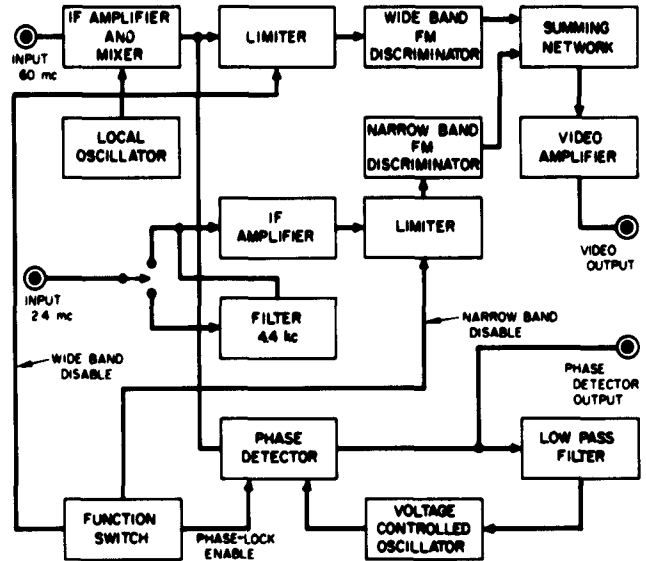 IF AMPLIFIER
AND
MIXER
LIMITER
WIDE BAND
FM
DISCRIMINATOR
SUMMING
NETWORK
INPUT
60 mc
LOCAL
OSCILLATOR
NARROW BAND
FM
DISCRIMINATOR
VIDEO
AMPLIFIER
IF
AMPLIFIER
LIMITER
VIDEO
OUTPUT
INPUT
2.4 mc
FILTER
4.4 kc
NARROW BAND
DISABLE
WIDE BAND
DISABLE
PHASE
DETECTOR
OUTPUT
PHASE
DETECTOR
LOW PASS
FILTER
FUNCTION
SWITCH
PHASE-LOCK
ENABLE
VOLTAGE
CONTROLLED
OSCILLATOR